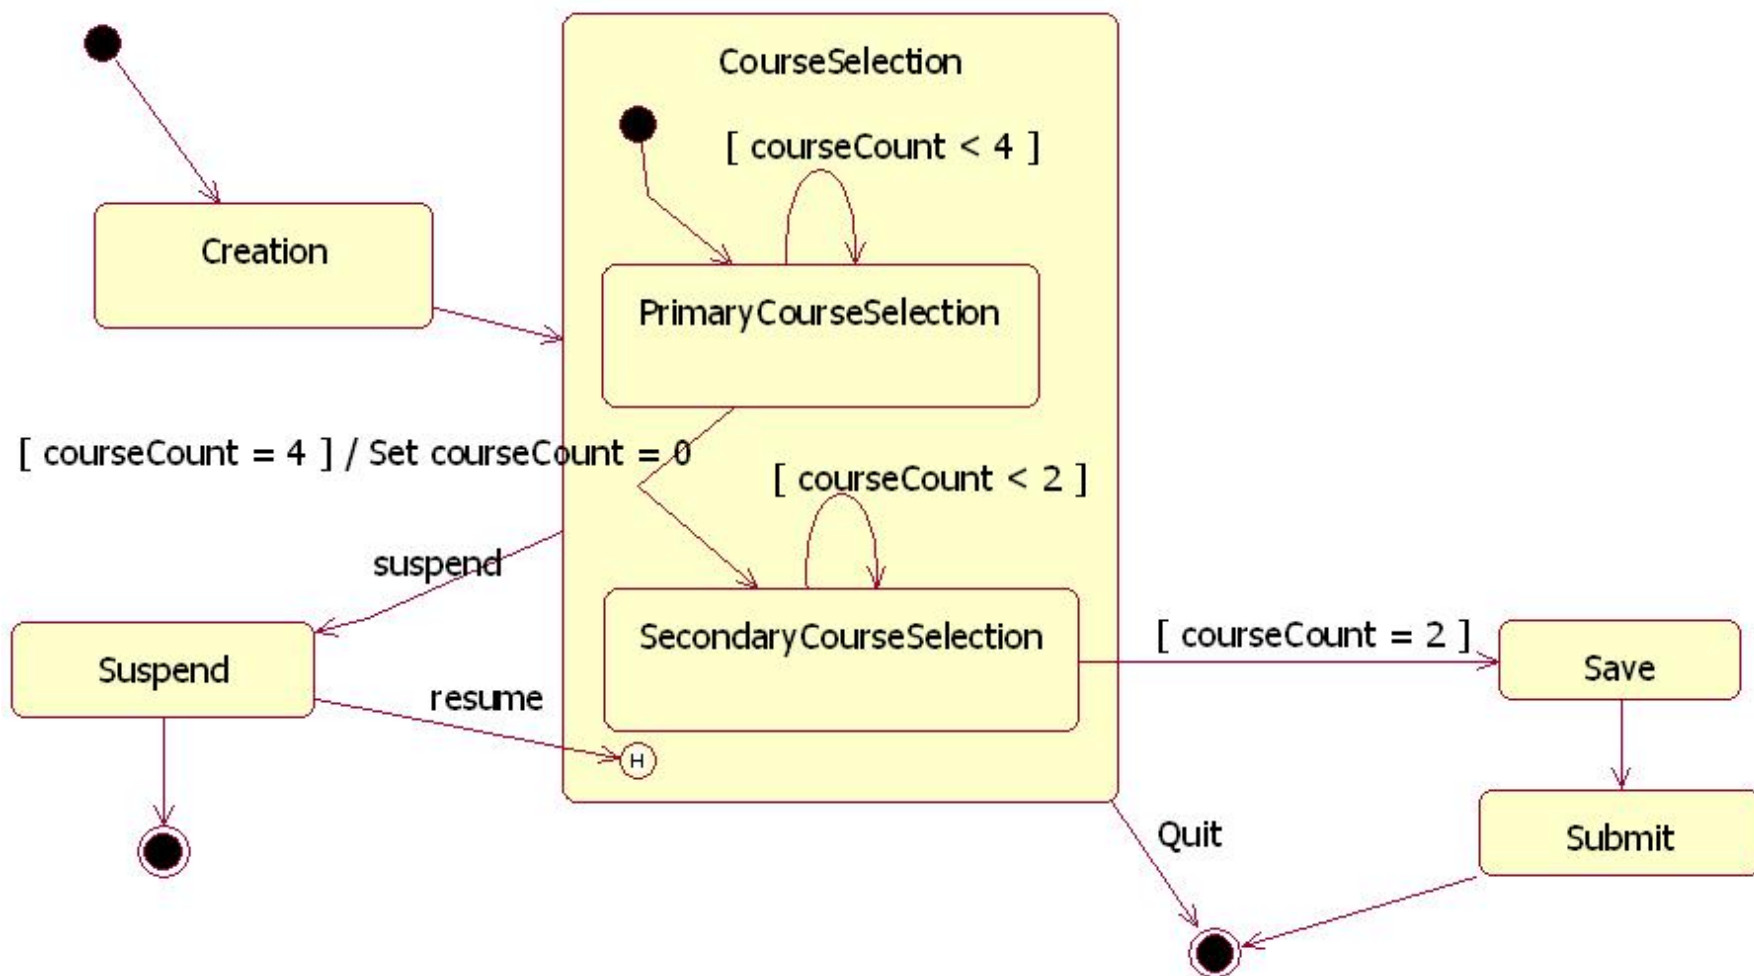 CourseSelection
[ courseCount < 4 ]
Creation
PrimaryCourseSelection
[ courseCount = 4 ] / Set courseCount = 0
[ courseCount < 2 ]
suspend
SecondaryCourseSelection
[ courseCount = 2 ]
Suspend
Save
resume
H
Quit
Submit